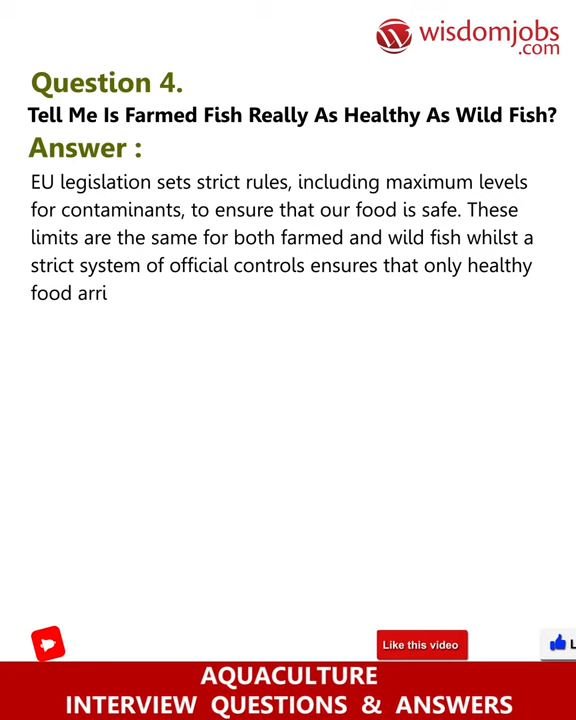 wisdomjobs
.com
Question 4.
Tell Me Is Farmed Fish Really As Healthy As Wild Fish?
Answer :
EU legislation sets strict rules, including maximum levels
for contaminants, to ensure that our food is safe. These
limits are the same for both farmed and wild fish whilst a
strict system of official controls ensures that only healthy
food arri
Like this video
L
AQUACULTURE
INTERVIEW QUESTIONS & ANSWERS